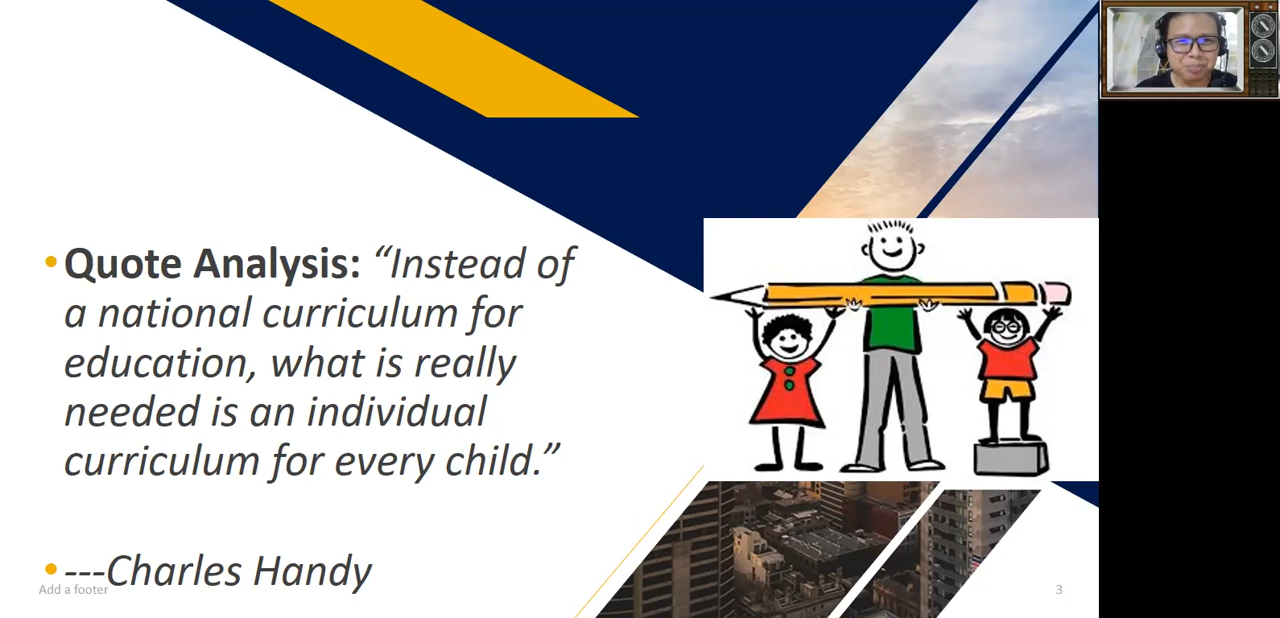 •Quote Analysis: “Instead of
a national curriculum for
education, what is really
needed is an individual
curriculum for every child.”
•---Charles Handy
Add a footer
3